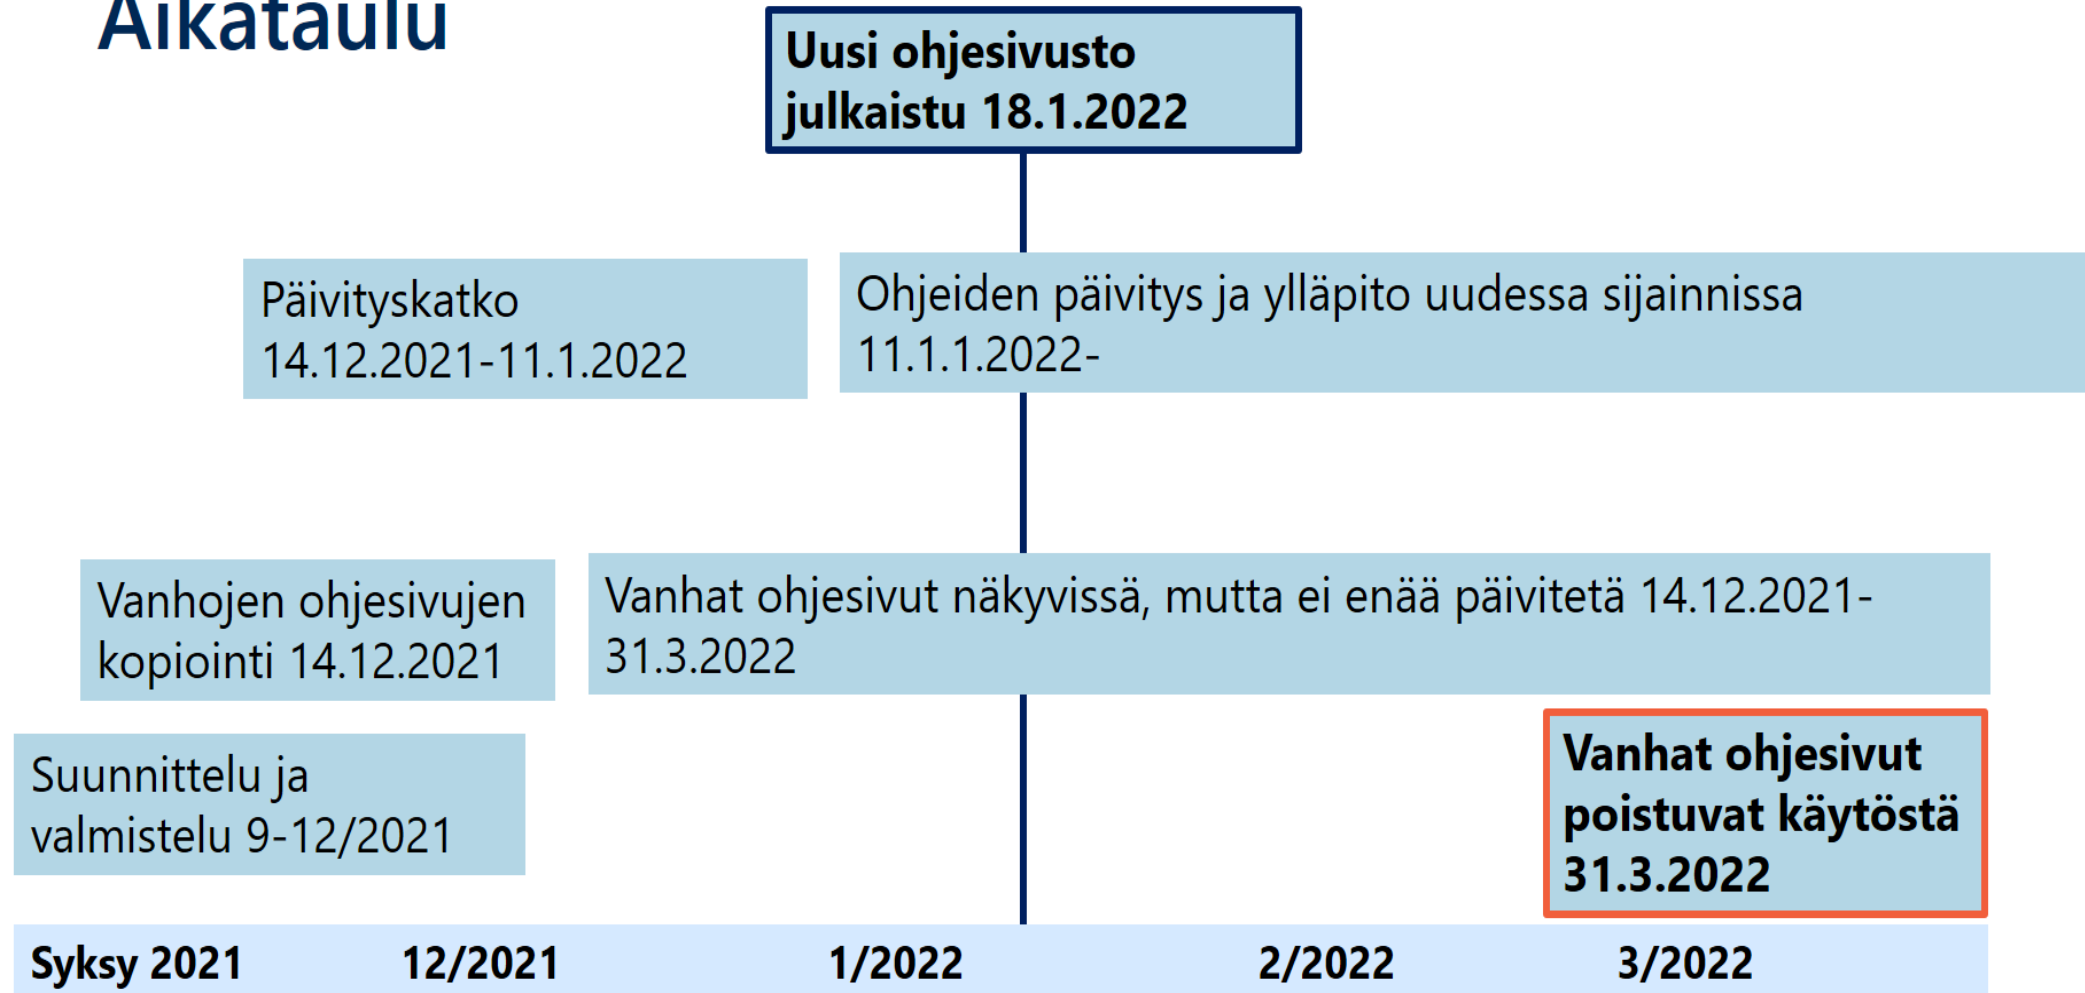 Aikataulu
Uusi ohjesivusto
julkaistu 18.1.2022
Päivityskatko
14.12.2021-11.1.2022
Ohjeiden päivitys ja ylläpito uudessa sijainnissa
11.1.1.2022-
Vanhojen ohjesivujen
kopiointi 14.12.2021
Vanhat ohjesivut näkyvissä, mutta ei enää päivitetä 14.12.2021-
31.3.2022
Suunnittelu ja
valmistelu 9-12/2021
Vanhat ohjesivut
poistuvat käytöstä
31.3.2022
Syksy 2021 12/2021 1/2022 2/2022 3/2022